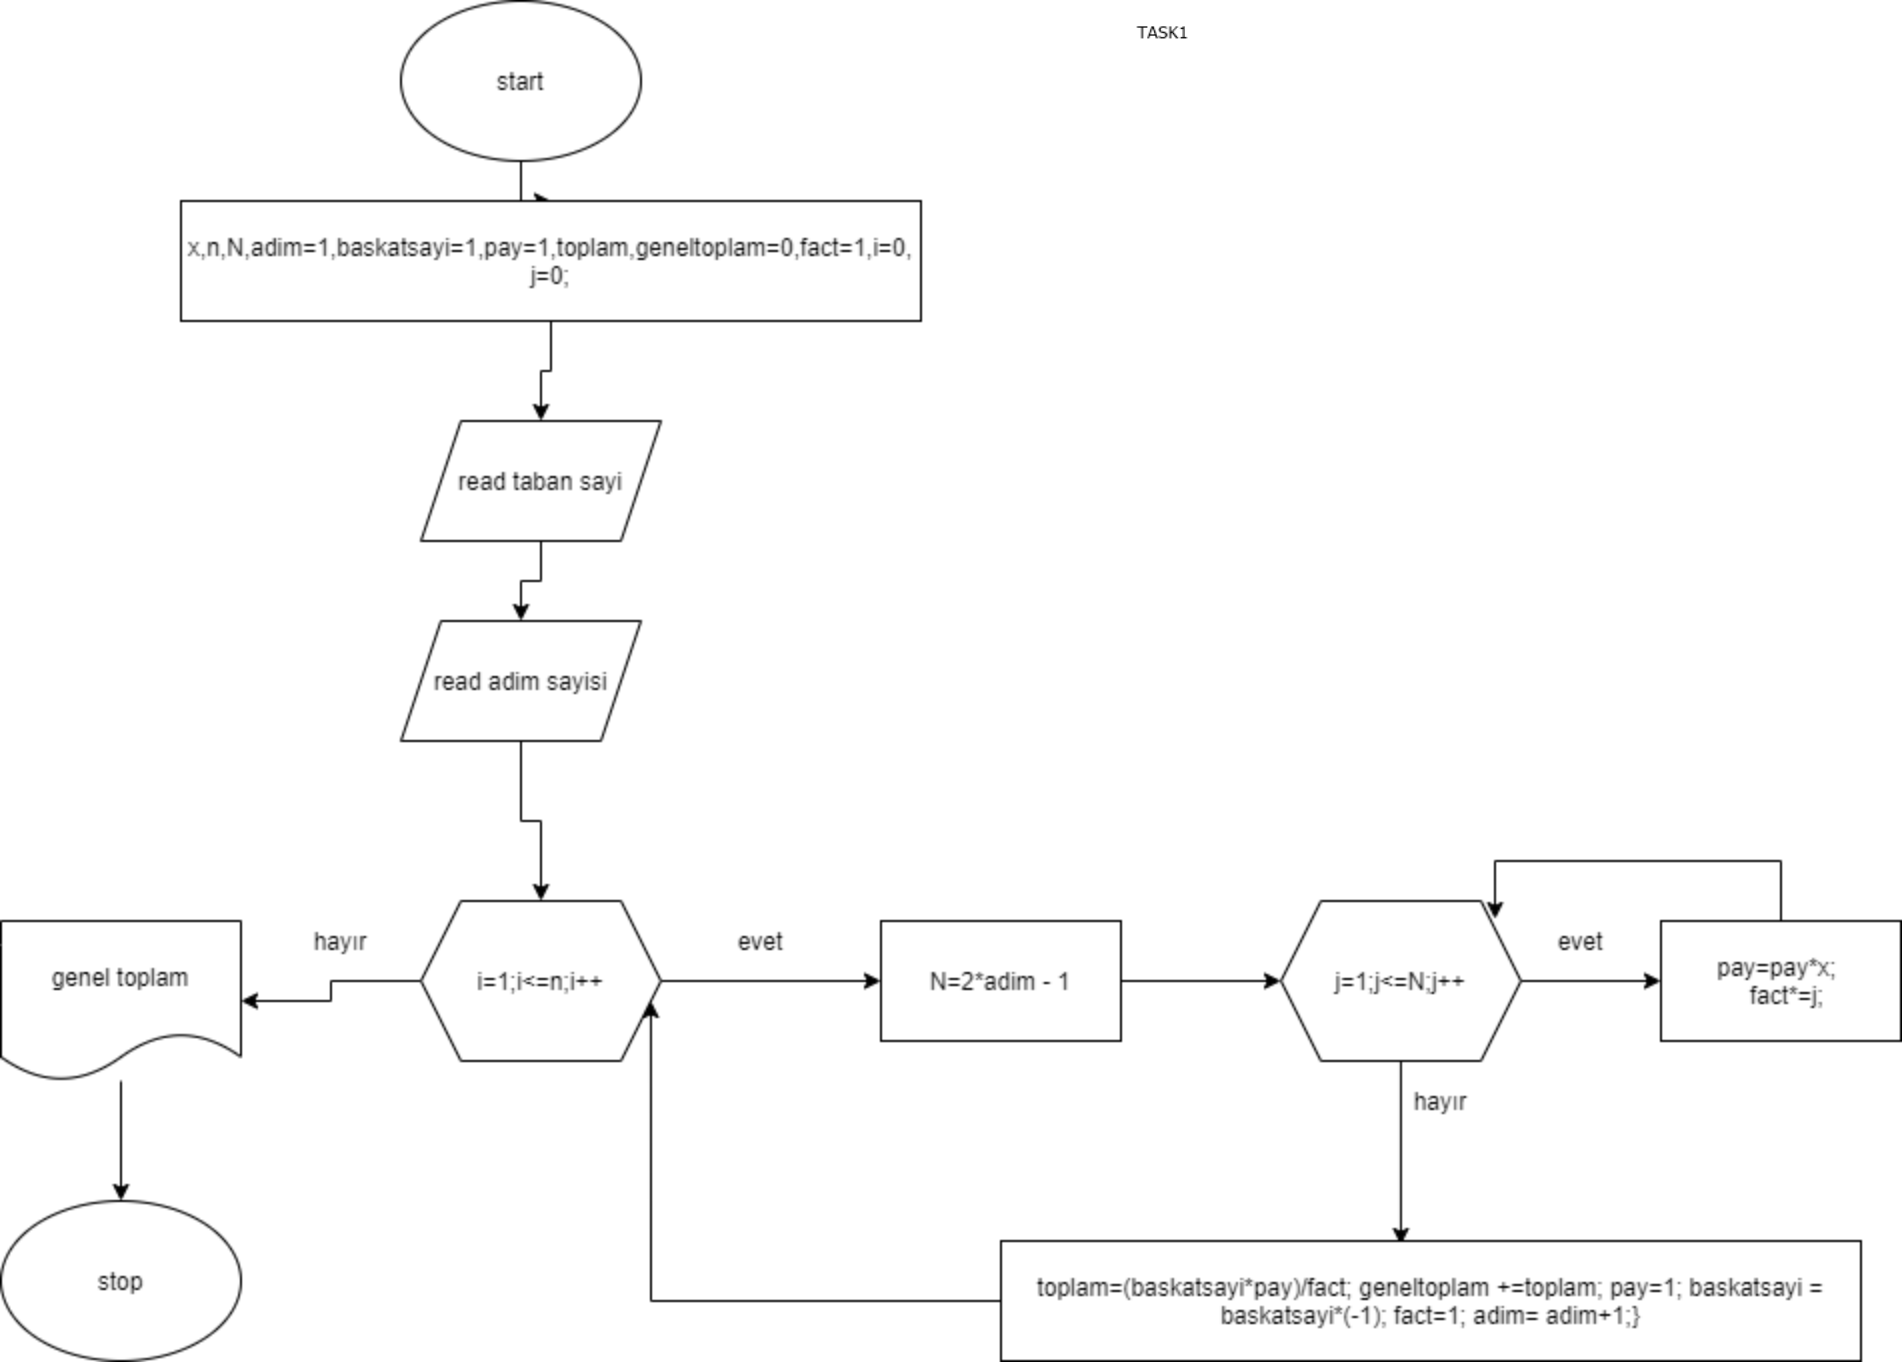 TASK1
start
x,n,N,adim=1,baskatsayi=1,pay=1,toplam,geneltoplam=0,fact=1,i=0,
j=0;
read taban sayi
read adim sayisi
hayır
genel toplam
i=1;i<=n;i++
evet
N=2*adim - 1
j=1;j<=N;j++
evet
pay=pay*x;
fact*=j;
hayır
toplam=(baskatsayi*pay)/fact; geneltoplam +=toplam; pay=1; baskatsayi =
baskatsayi*(-1); fact=1; adim= adim+1;}
stop